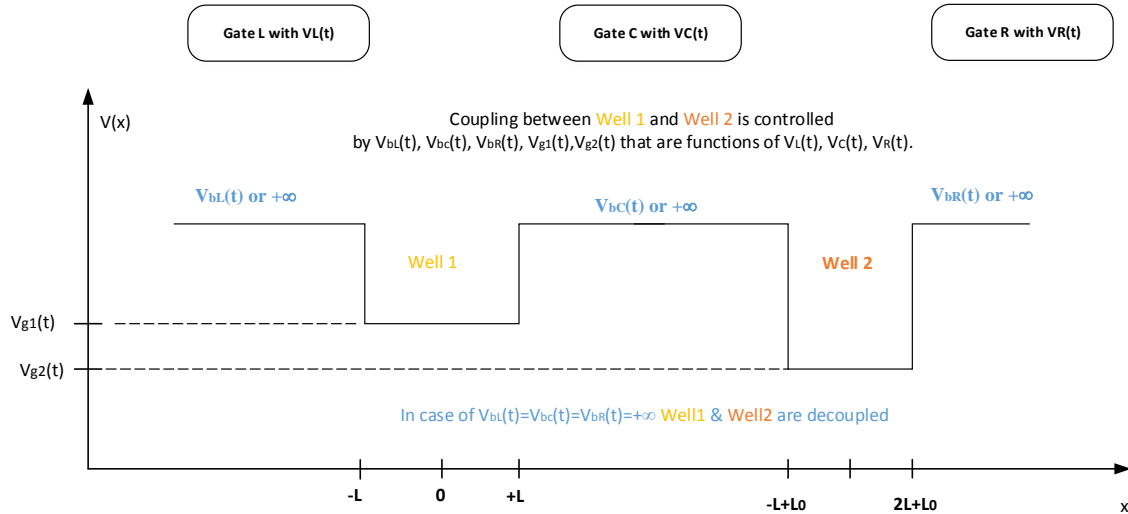 Gate L with VL(t) Gate C with VC(t) Gate R with VR(t)
V(x)
Coupling between Well 1 and Well 2 is controlled
by VbL(t), Vbc(t), VbR(t), Vg1(t),Vg2(t) that are functions of VL(t), VC(t), VR(t).
VbL(t) or +∞ VbC(t) or +∞ VbR(t) or +∞
Well 1 Well 2
Vg1(t)
Vg2(t)
In case of VbL(t)=Vbc(t)=VbR(t)=+∞ Well1 & Well2 are decoupled
-L 0 +L -L+L0 2L+L0 x